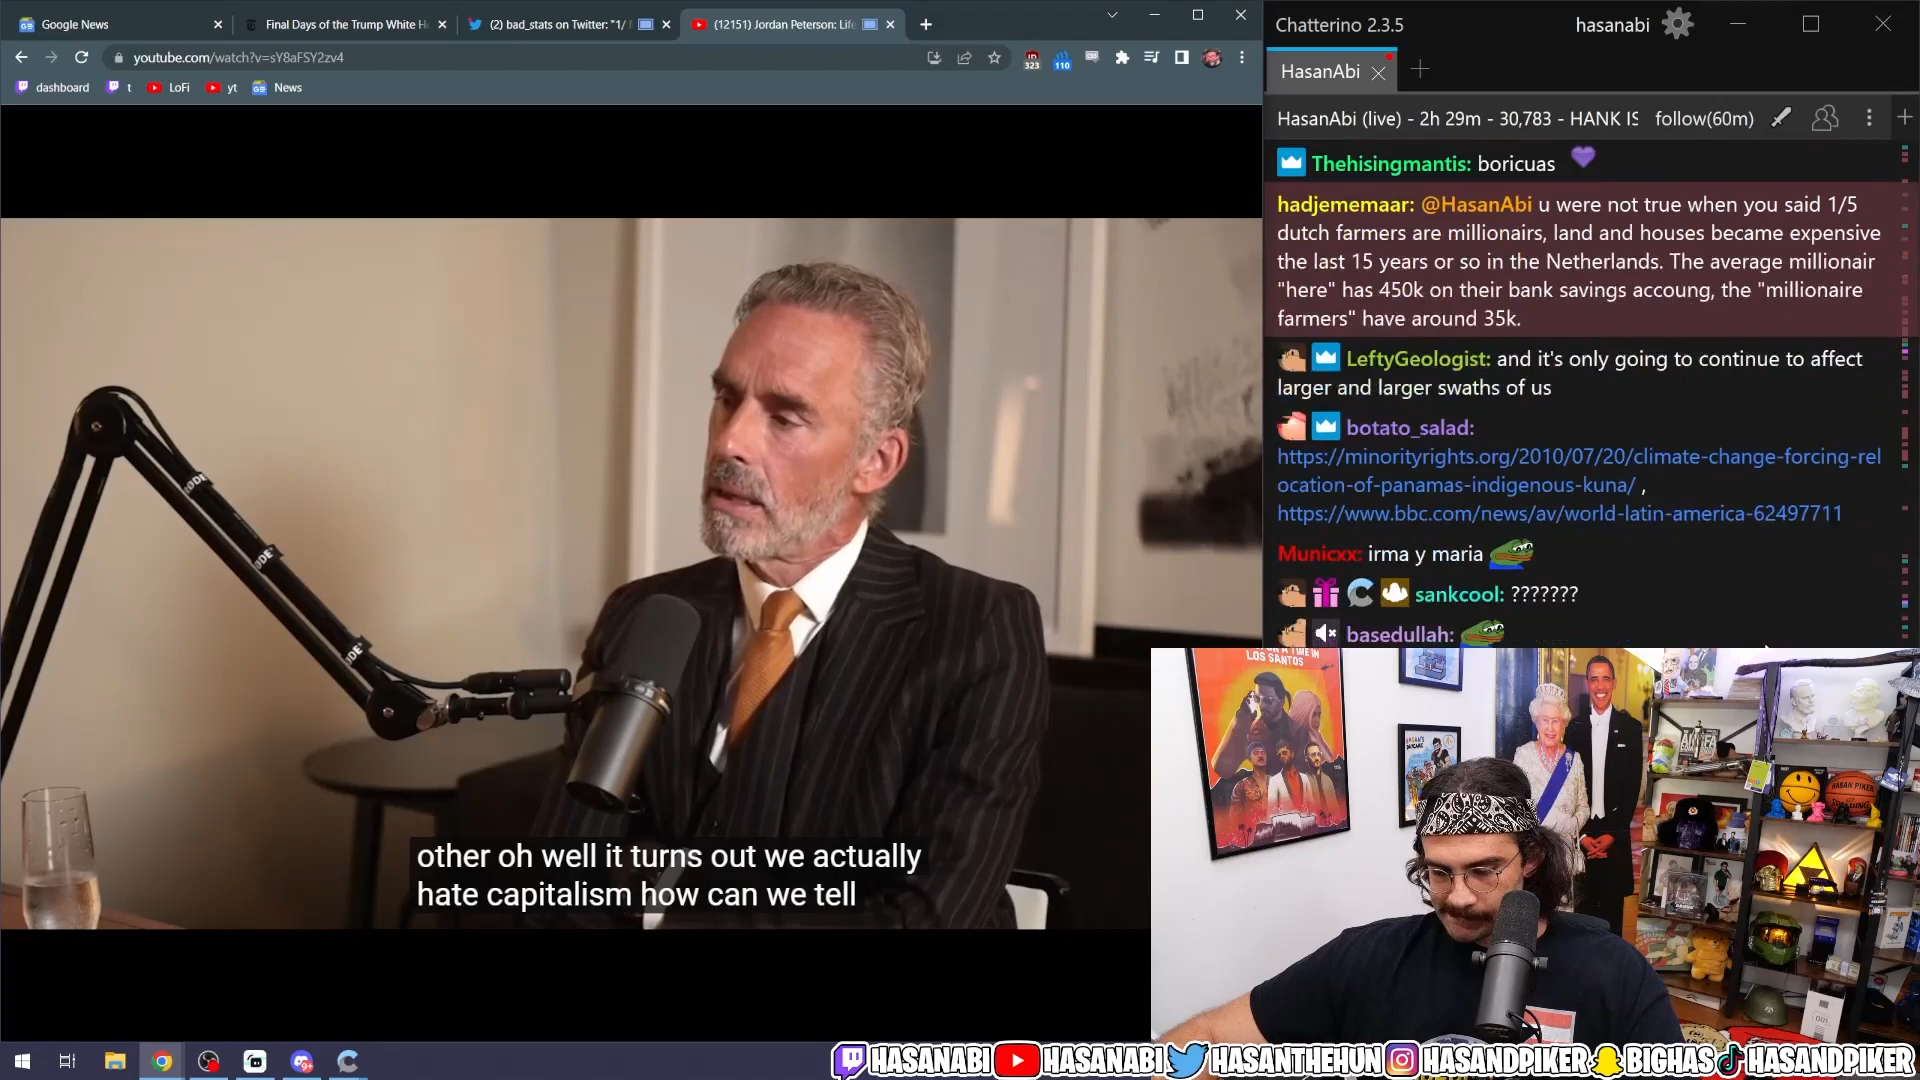 Google News
Final Days of the Trump White H
(2) bad_stats on Twitter: "1/
(12151) Jordan Peterson: Life
youtube.com/watch?v=sY8aFSY2zv4
323
110
dashboard
t
LoFi
yt
News
RØDE
RØDE
other oh well it turns out we actually
hate capitalism how can we tell
Chatterino 2.3.5
hasanabi
HasanAbi
HasanAbi (live) - 2h 29m - 30,783 - HANK IS
follow(60m)
Thehisingmantis: boricuas
hadjememaar: @HasanAbi u were not true when you said 1/5
dutch farmers are millionairs, land and houses became expensive
the last 15 years or so in the Netherlands. The average millionair
"here" has 450k on their bank savings accoung, the "millionaire
farmers" have around 35k.
LeftyGeologist: and it's only going to continue to affect
larger and larger swaths of us
botato_salad:
https://minorityrights.org/2010/07/20/climate-change-forcing-rel
ocation-of-panamas-indigenous-kuna/ ,
https://www.bbc.com/news/av/world-latin-america-62497711
Municxx: irma y maria
sankcool: ???????
basedullah:
LOS SANTOS
HASAN PIKER
HASANABI
HASANABI
HASANTHEHUN
HASANDPIKER
BIGHAS
HASANDPIKER